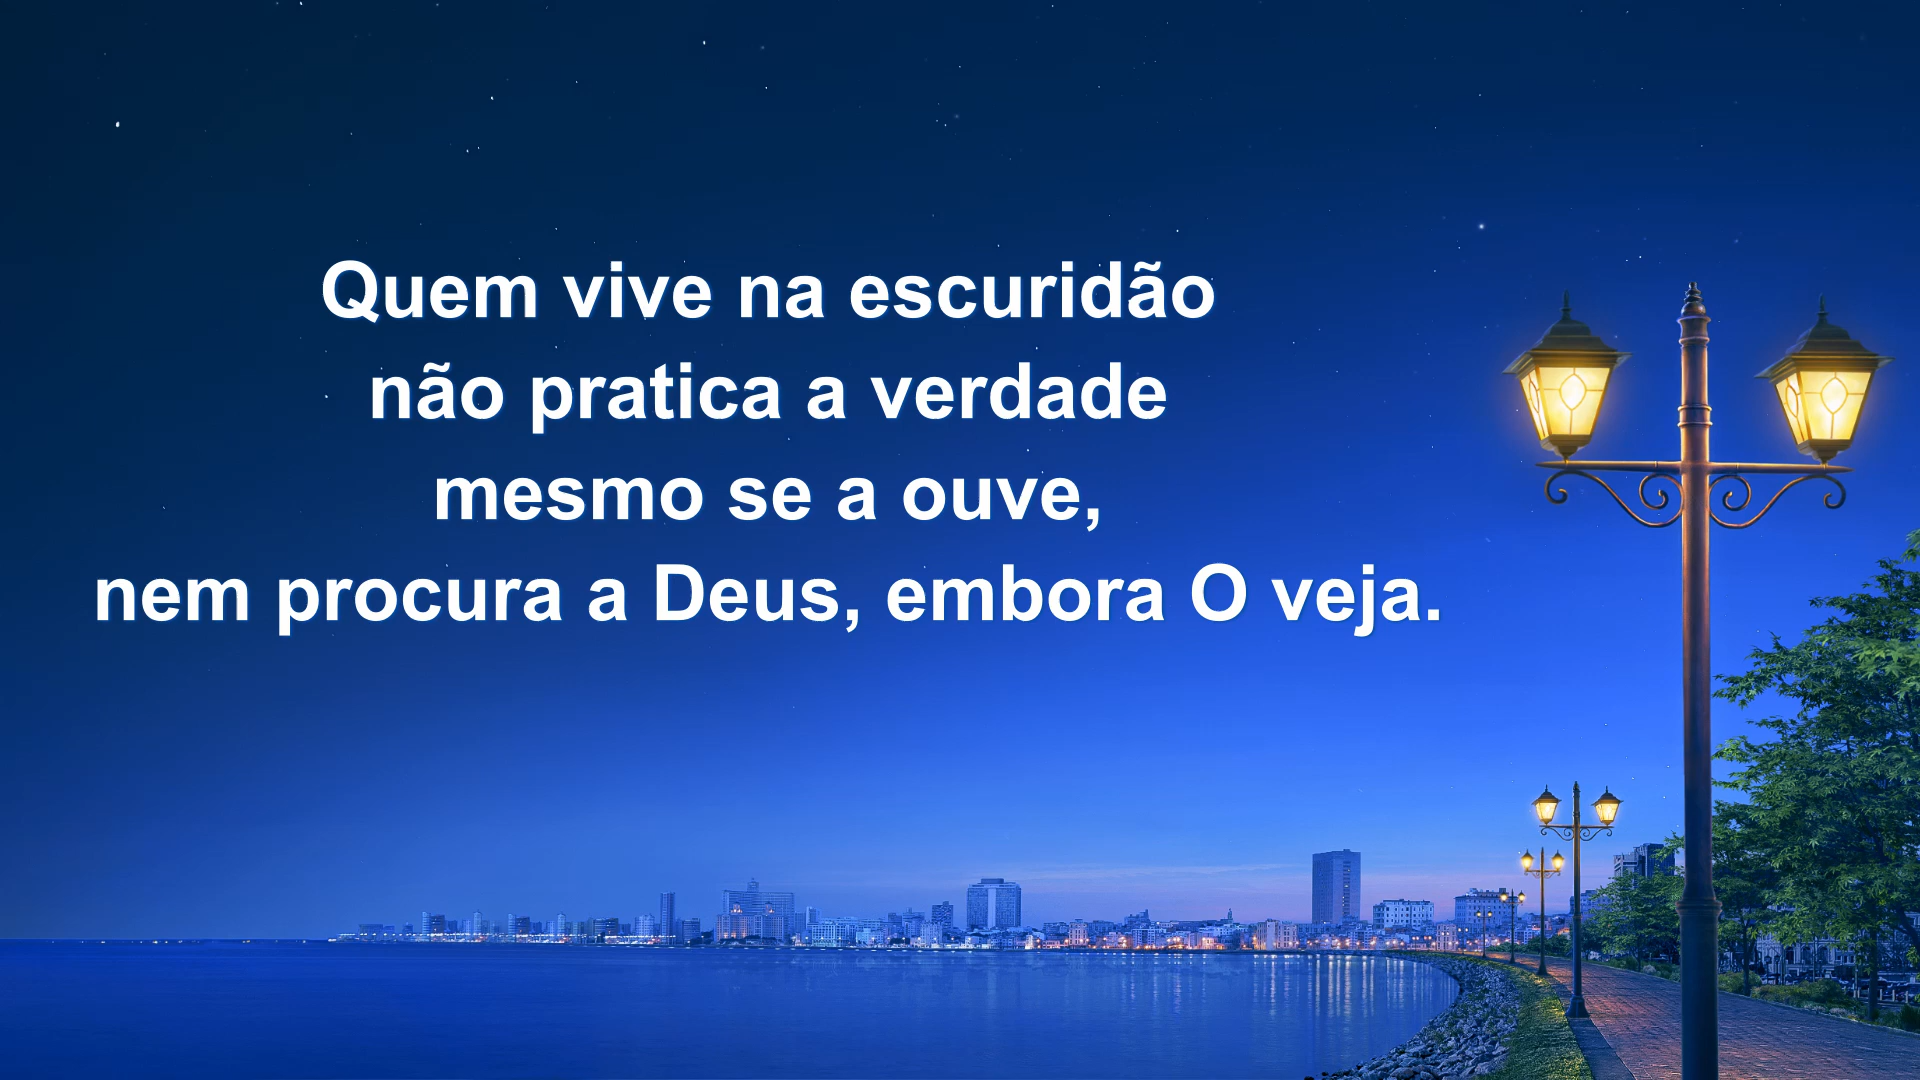 Quem vive na escuridão
não pratica a verdade
mesmo se a ouve,
nem procura a Deus, embora O veja.